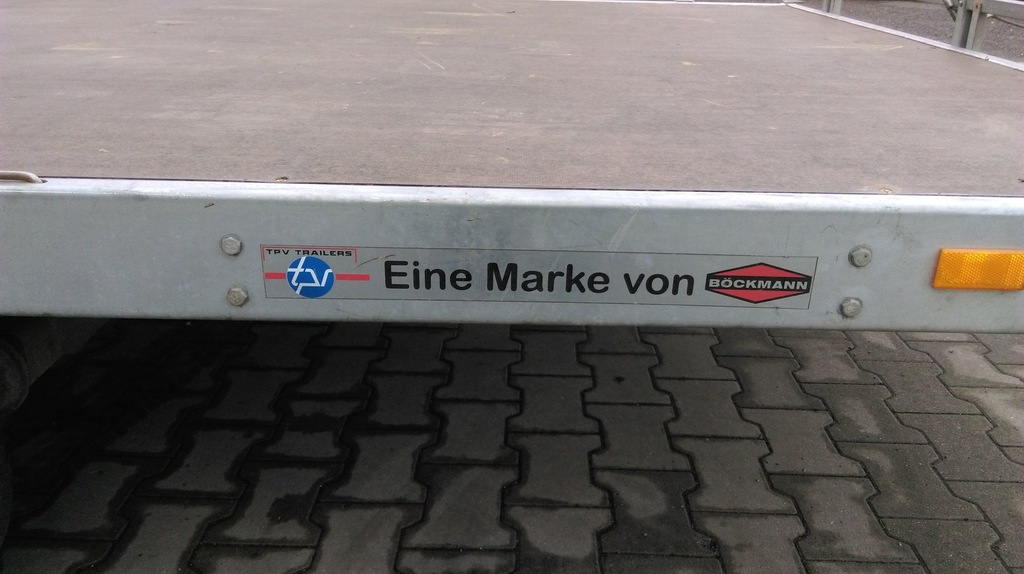 TPV TRAILERS
tpv Eine Marke von BÖCKMANN